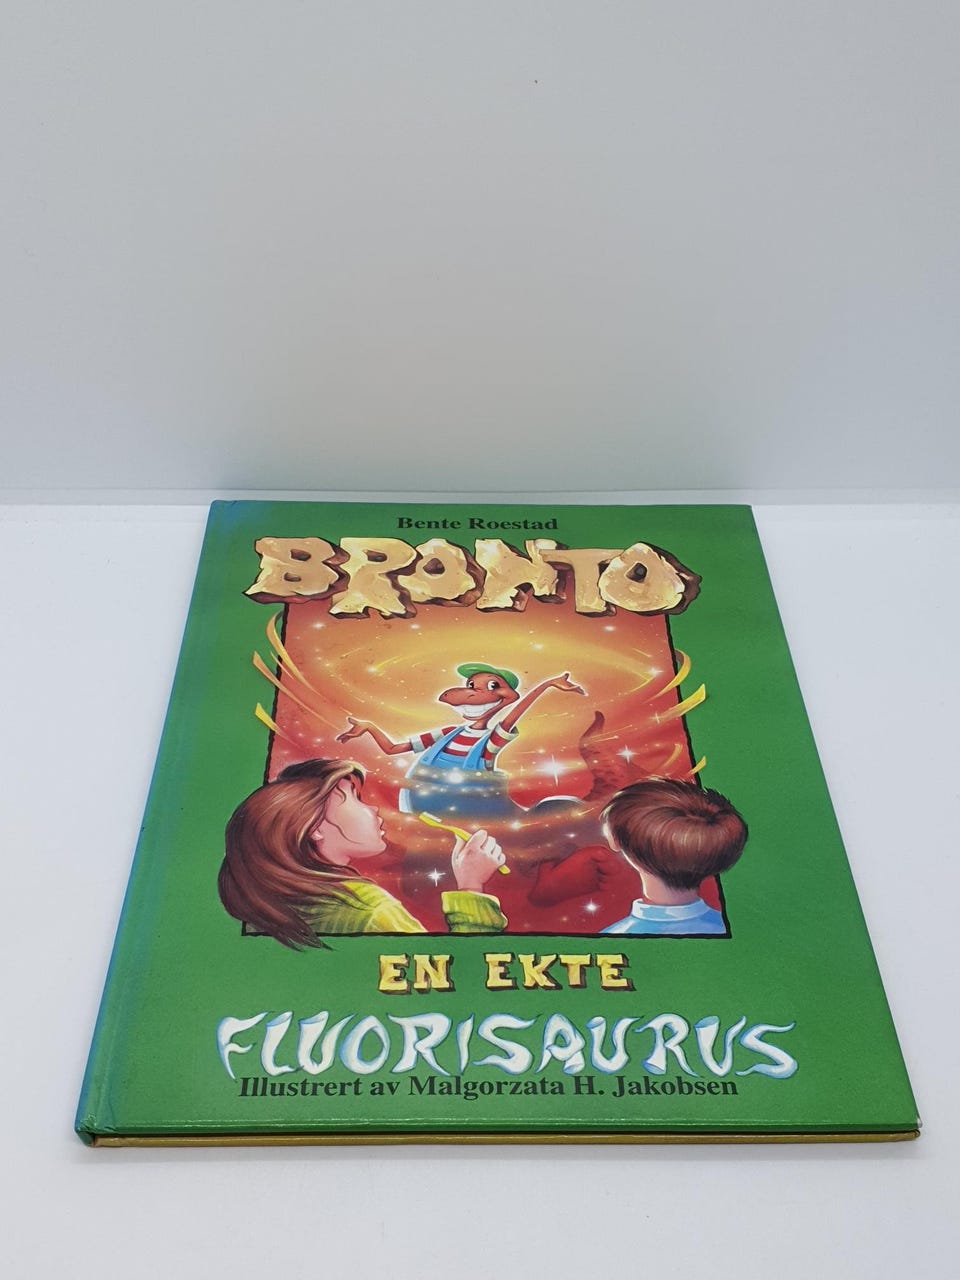 Bente Roestad
BRONTO
EN EKTE
FLUORISAURUS
Illustrert av Malgorzata H. Jakobsen